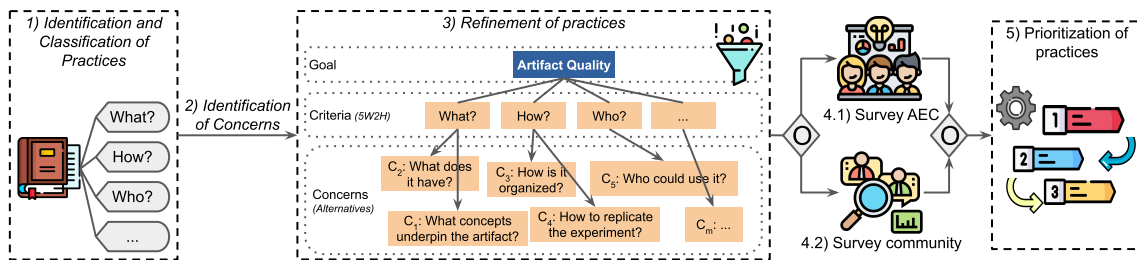 1) Identification and
Classification of
Practices
What?
How?
Who?
...
2) Identification
of Concerns
3) Refinement of practices
Goal
Artifact Quality
Criteria (5W2H)
What?
How?
Who?
...
Concerns
(Alternatives)
C2: What does
it have?
C3: How is it
organized?
C5: Who could use it?
C1: What concepts
underpin the artifact?
C4: How to replicate
the experiment?
Cm: ...
O
4.1) Survey AEC
4.2) Survey community
O
5) Prioritization of
practices
1
2
3